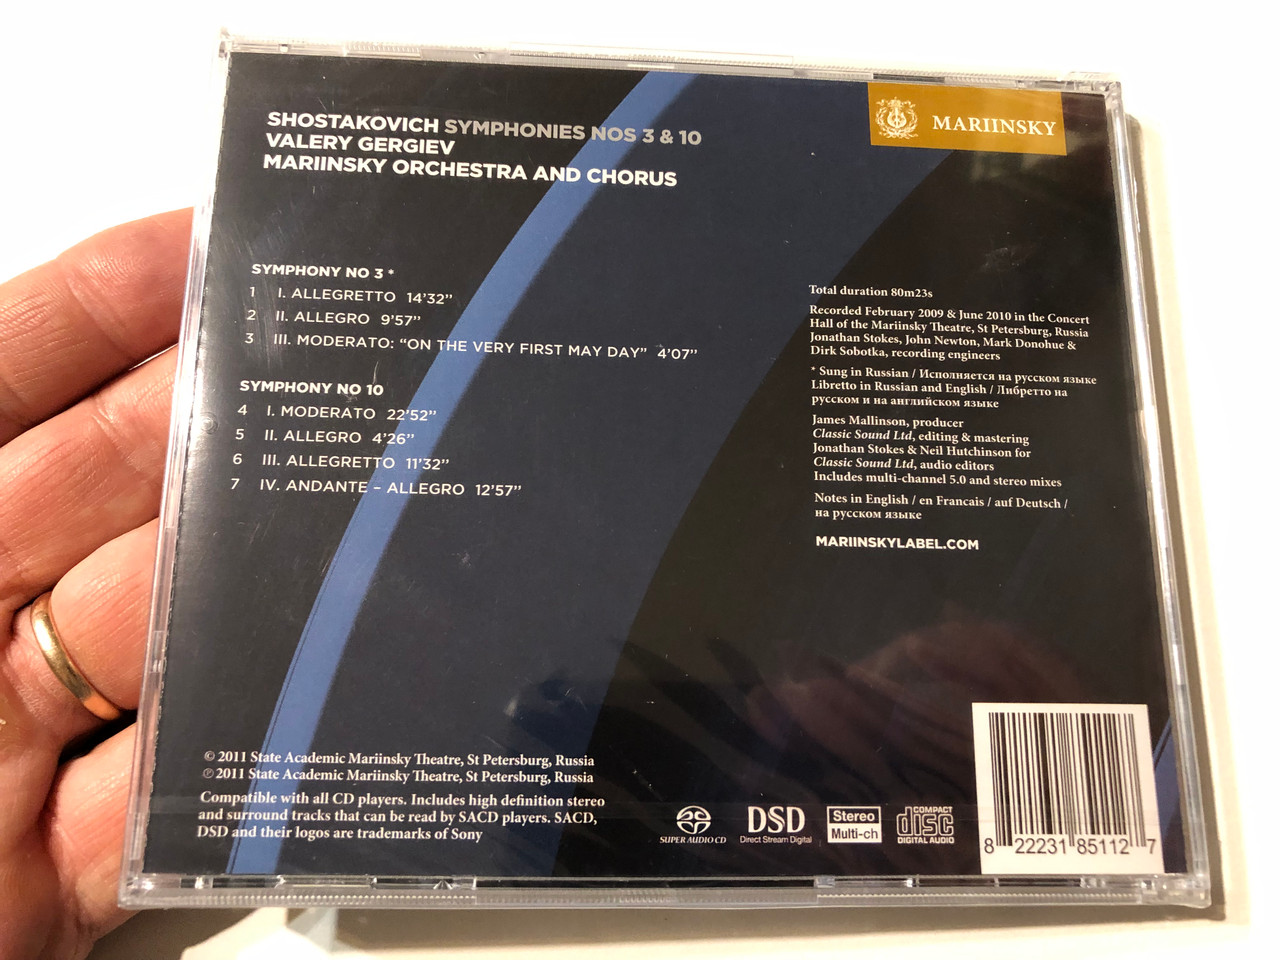 SHOSTAKOVICH SYMPHONIES NOS 3 & 10
VALERY GERGIEV
MARIINSKY ORCHESTRA AND CHORUS
MARIINSKY
SYMPHONY NO 3 *
1 I. ALLEGRETTO 14'32"
2 II. ALLEGRO 9'57"
3 III. MODERATO: “ON THE VERY FIRST MAY DAY” 4'07"
SYMPHONY NO 10
4 I. MODERATO 22'52"
5 II. ALLEGRO 4'26"
6 III. ALLEGRETTO 11'32"
7 IV. ANDANTE – ALLEGRO 12'57"
Total duration 80m23s
Recorded February 2009 & June 2010 in the Concert
Hall of the Mariinsky Theatre, St Petersburg, Russia
Jonathan Stokes, John Newton, Mark Donohue &
Dirk Sobotka, recording engineers
* Sung in Russian / Исполняется на русском языке
Libretto in Russian and English / Либретто на
русском и на английском языке
James Mallinson, producer
Classic Sound Ltd, editing & mastering
Jonathan Stokes & Neil Hutchinson for
Classic Sound Ltd, audio editors
Includes multi-channel 5.0 and stereo mixes
Notes in English / en Francais / auf Deutsch /
на русском языке
MARIINSKYLABEL.COM
© 2011 State Academic Mariinsky Theatre, St Petersburg, Russia
℗ 2011 State Academic Mariinsky Theatre, St Petersburg, Russia
Compatible with all CD players. Includes high definition stereo
and surround tracks that can be read by SACD players. SACD,
DSD and their logos are trademarks of Sony
SUPER AUDIO CD
DSD
Direct Stream Digital
Stereo
Multi-ch
COMPACT
disc
DIGITAL AUDIO
8 22231 85112 7